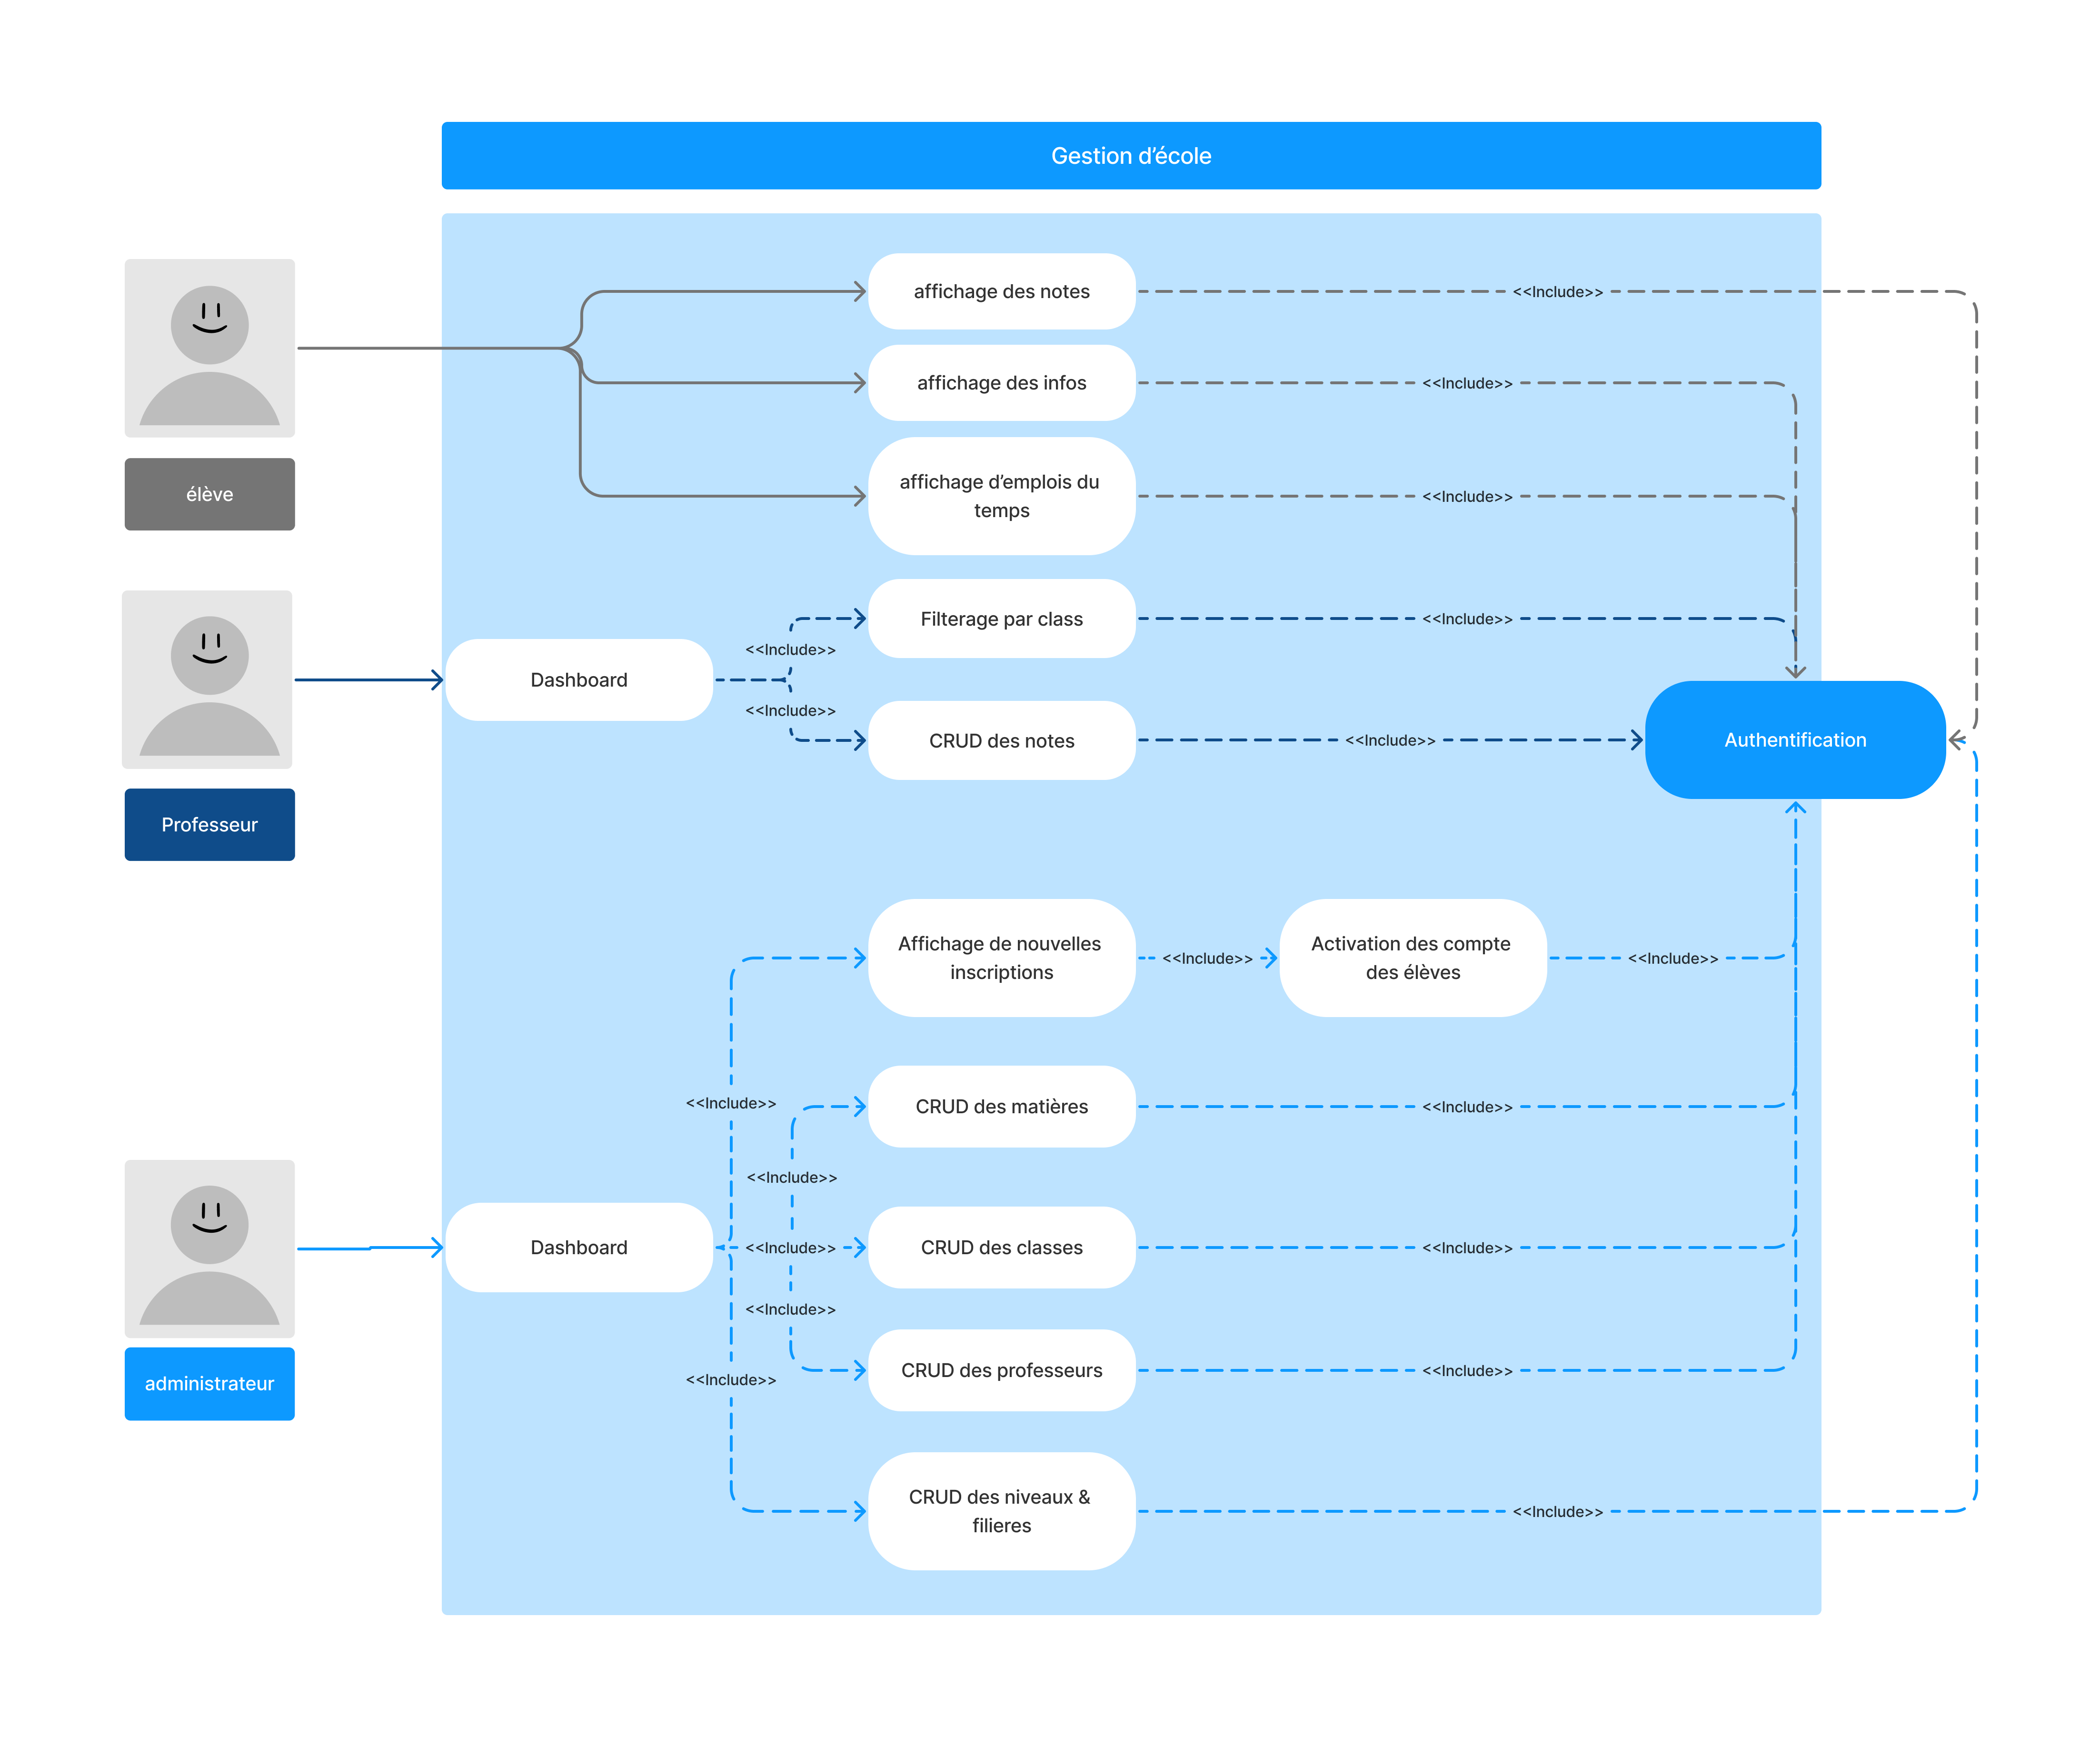 Gestion d’école
affichage des notes
<<Include>>
affichage des infos
<<Include>>
affichage d’emplois du
temps
<<Include>>
élève
Filterage par class
<<Include>>
<<Include>>
Dashboard
<<Include>>
CRUD des notes
<<Include>>
Authentification
Professeur
Affichage de nouvelles
inscriptions
<<Include>>
Activation des compte
des élèves
<<Include>>
<<Include>>
CRUD des matières
<<Include>>
<<Include>>
Dashboard
<<Include>>
CRUD des classes
<<Include>>
<<Include>>
CRUD des professeurs
<<Include>>
<<Include>>
administrateur
CRUD des niveaux &
filieres
<<Include>>